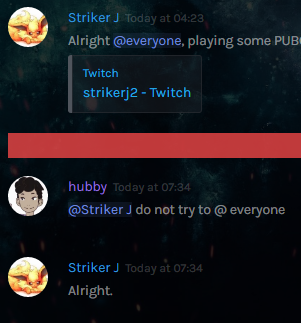 Striker J Today at 04:23
Alright @everyone, playing some PUBG
Twitch
strikerj2 - Twitch
hubby Today at 07:34
@Striker J do not try to @ everyone
Striker J Today at 07:34
Alright.